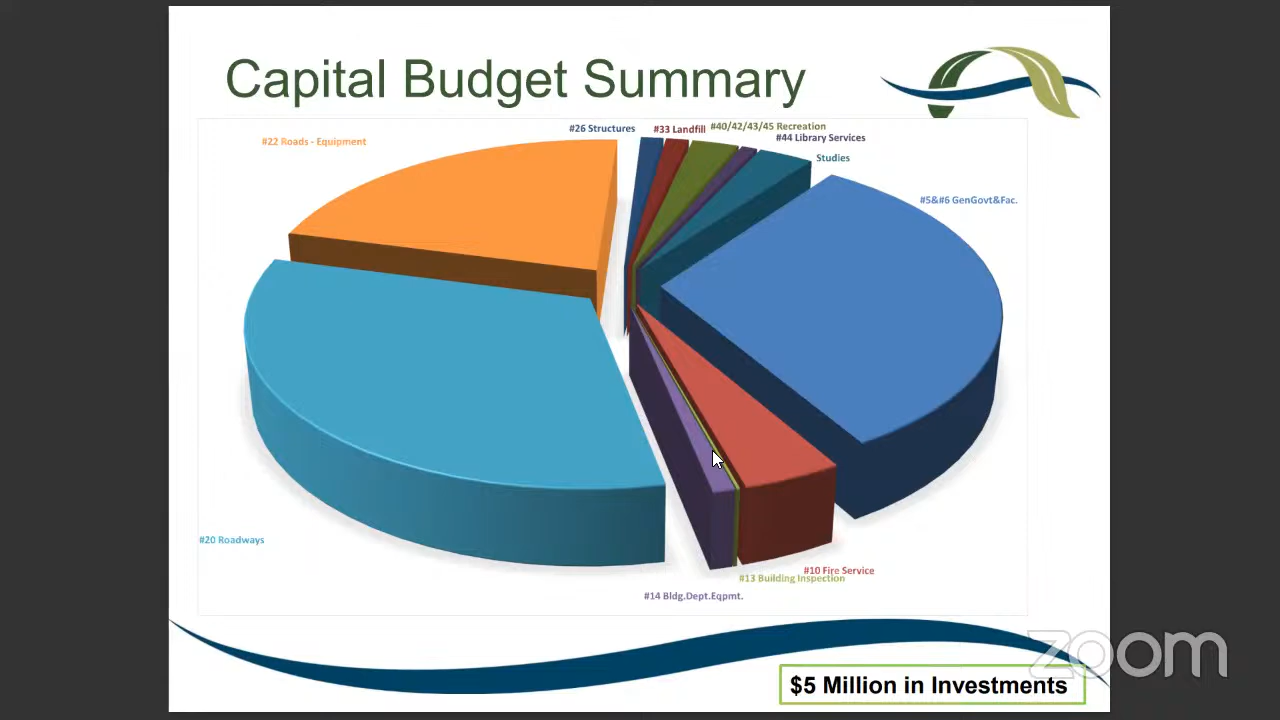 Capital Budget Summary
#26 Structures
#33 Landfill
#40/42/43/45 Recreation
#44 Library Services
#22 Roads - Equipment
Studies
#5&#6 GenGovt&Fac.
#20 Roadways
#10 Fire Service
#13 Building Inspection
#14 Bldg.Dept.Eqpmt.
zoom
$5 Million in Investments